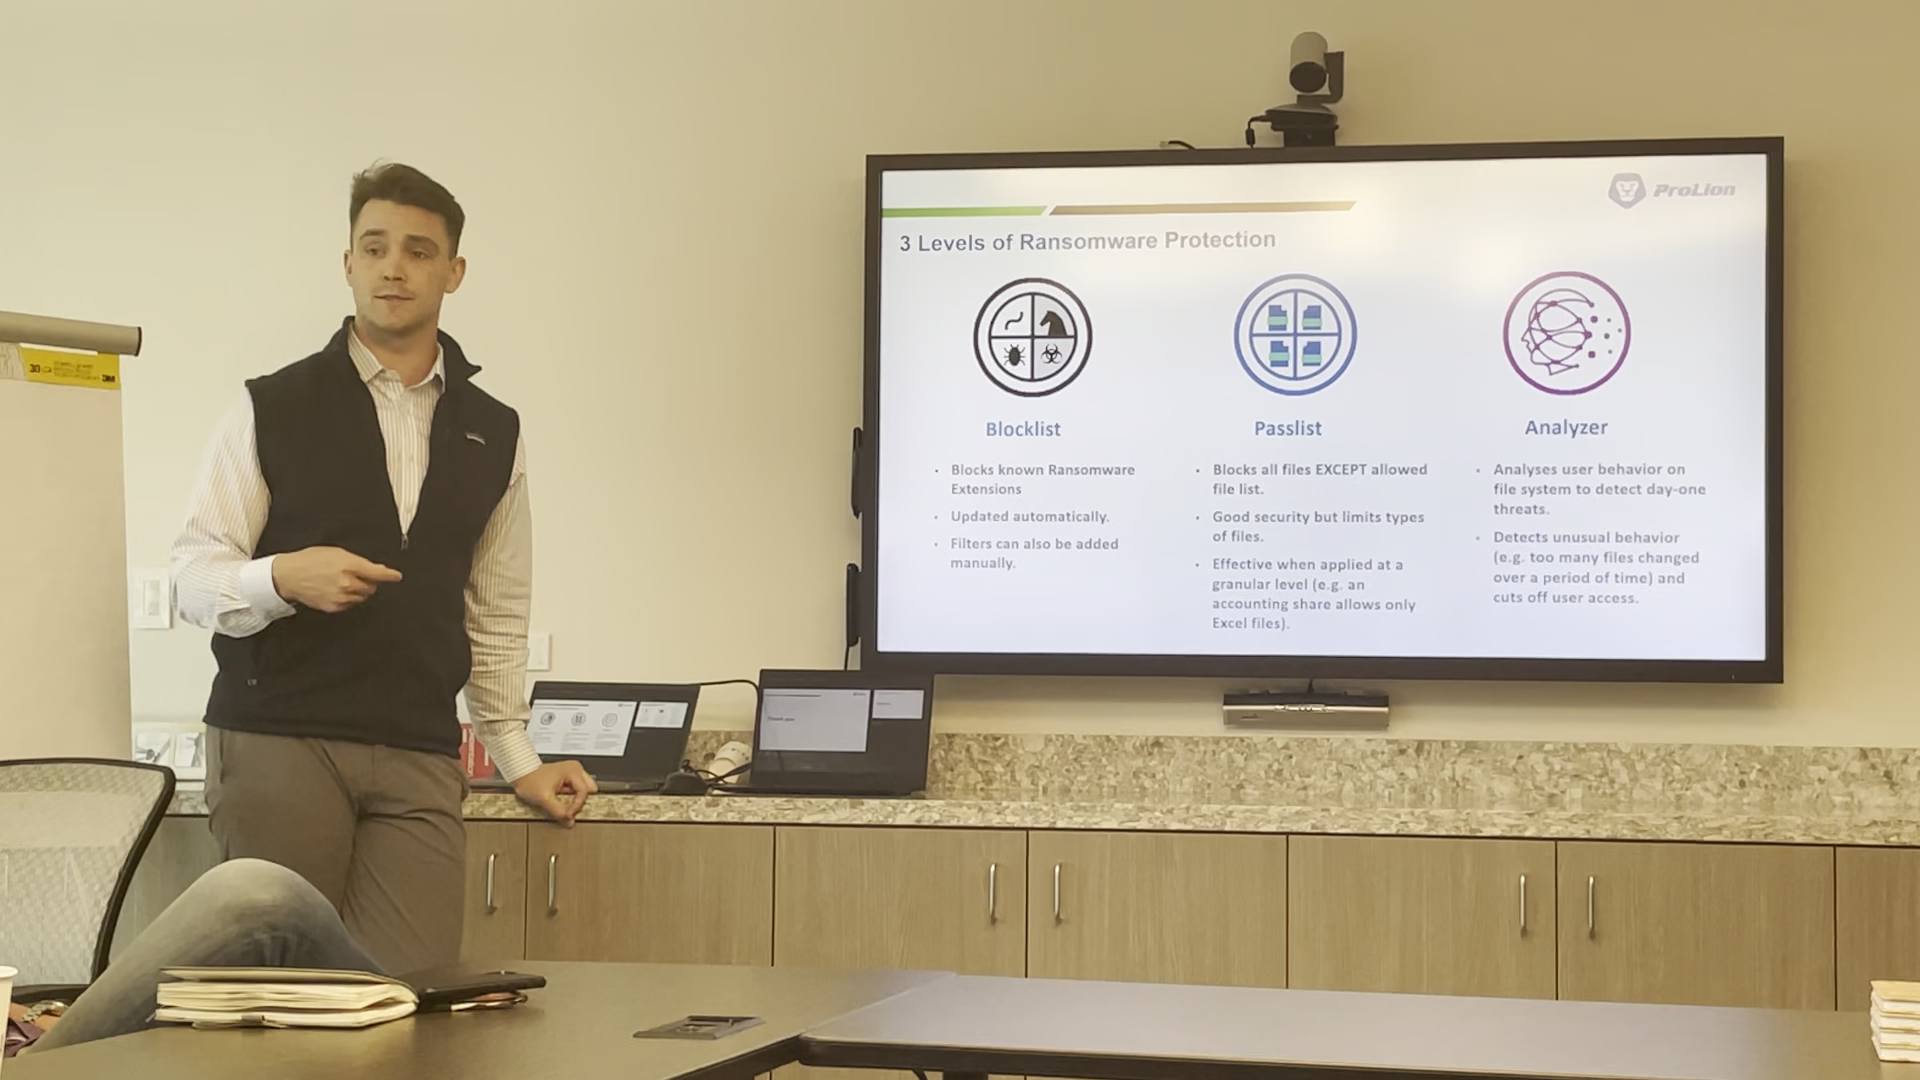 ProLion
3 Levels of Ransomware Protection
Blocklist
• Blocks known Ransomware
Extensions
• Updated automatically.
• Filters can also be added
manually.
Passlist
• Blocks all files EXCEPT allowed
file list.
• Good security but limits types
of files.
• Effective when applied at a
granular level (e.g. an
accounting share allows only
Excel files).
Analyzer
• Analyses user behavior on
file system to detect day-one
threats.
• Detects unusual behavior
(e.g. too many files changed
over a period of time) and
cuts off user access.
30
3M